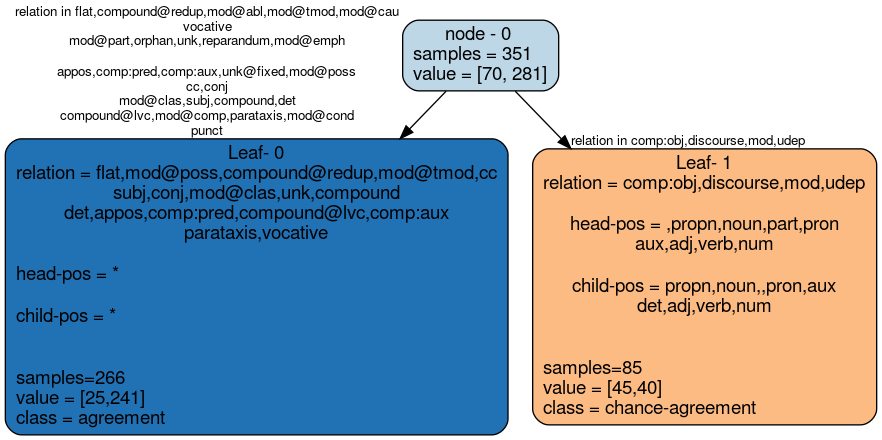 relation in flat,compound@redup,mod@abl,mod@tmod,mod@cau
vocative
mod@part,orphan,unk,reparandum,mod@emph
appos,comp:pred,comp:aux,unk@fixed,mod@poss
cc,conj
mod@clas,subj,compound,det
compound@lvc,mod@comp,parataxis,mod@cond
punct
node - 0
samples = 351
value = [70, 281]
relation in comp:obj,discourse,mod,udep
Leaf- 0
relation = flat,mod@poss,compound@redup,mod@tmod,cc
subj,conj,mod@clas,unk,compound
det,appos,comp:pred,compound@lvc,comp:aux
parataxis,vocative
head-pos = *
child-pos = *
samples=266
value = [25,241]
class = agreement
Leaf- 1
relation = comp:obj,discourse,mod,udep
head-pos = ,propn,noun,part,pron
aux,adj,verb,num
child-pos = propn,noun,,pron,aux
det,adj,verb,num
samples=85
value = [45,40]
class = chance-agreement